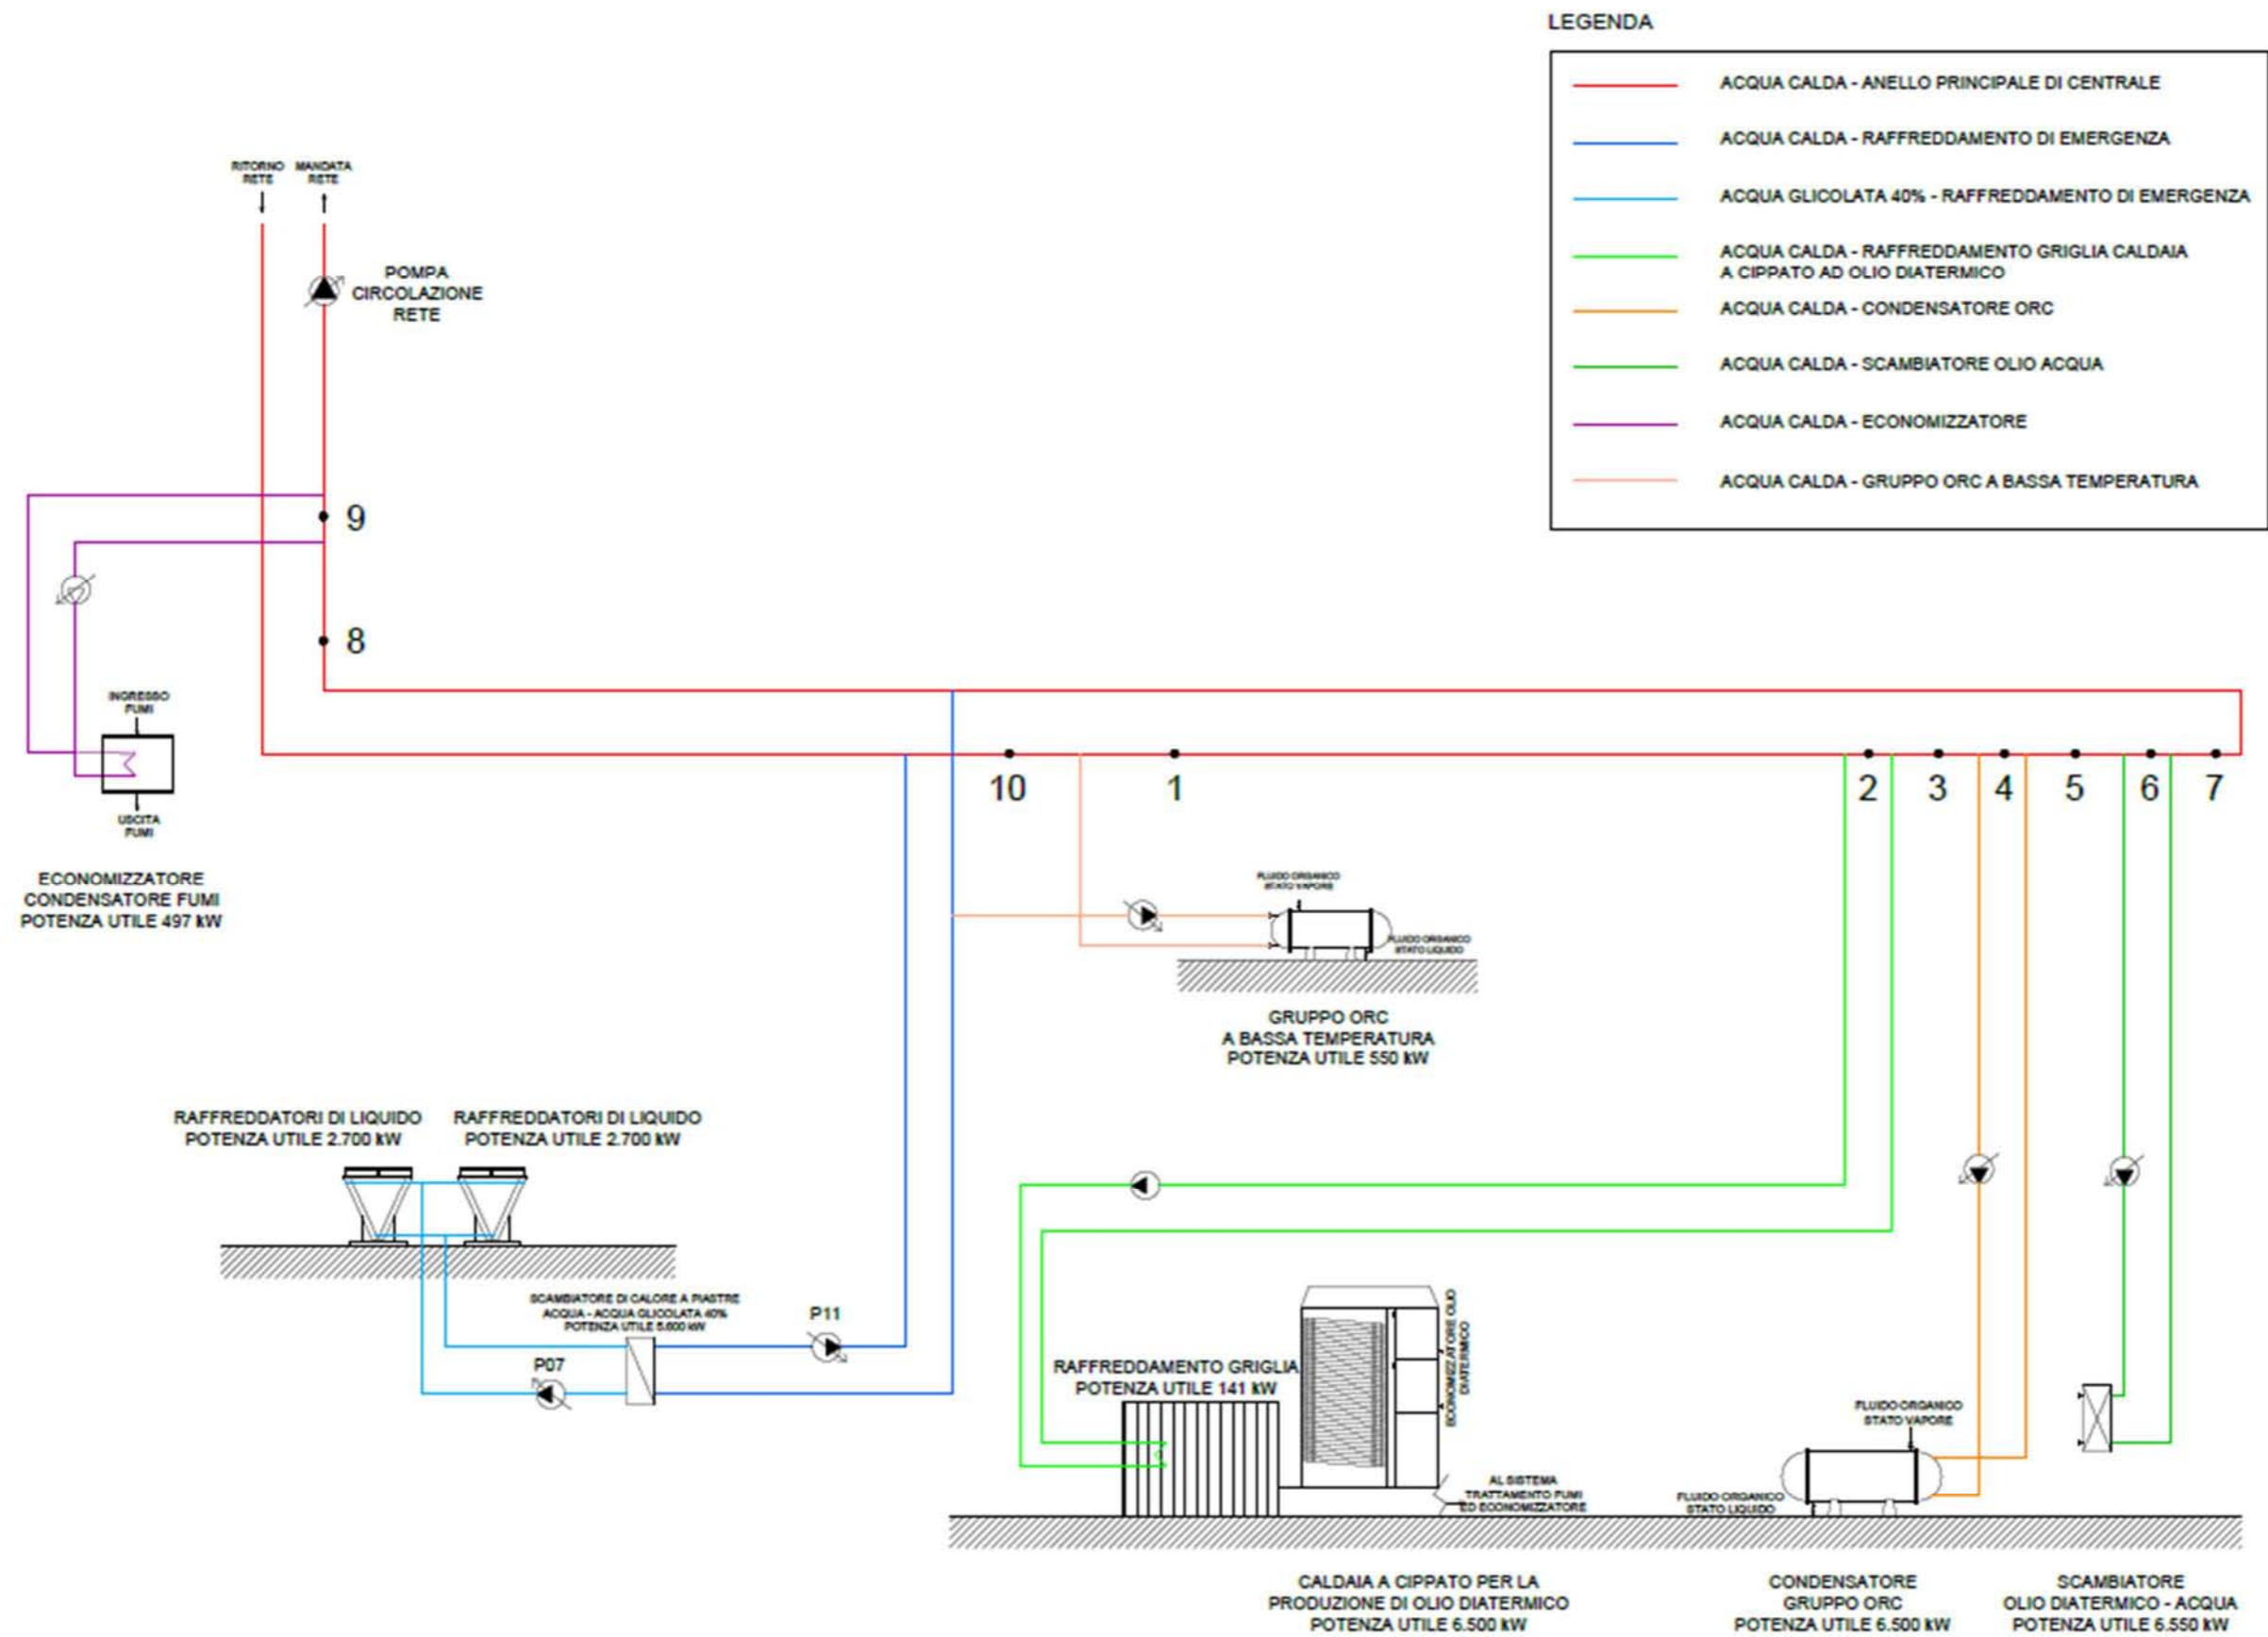 LEGENDA
ACQUA CALDA - ANELLO PRINCIPALE DI CENTRALE
ACQUA CALDA - RAFFREDDAMENTO DI EMERGENZA
ACQUA GLICOLATA 40% - RAFFREDDAMENTO DI EMERGENZA
ACQUA CALDA - RAFFREDDAMENTO GRIGLIA CALDAIA
A CIPPATO AD OLIO DIATERMICO
ACQUA CALDA - CONDENSATORE ORC
ACQUA CALDA - SCAMBIATORE OLIO ACQUA
ACQUA CALDA - ECONOMIZZATORE
ACQUA CALDA - GRUPPO ORC A BASSA TEMPERATURA
RITORNO
RETE
MANDATA
RETE
POMPA
CIRCOLAZIONE
RETE
9
8
INGRESSO
FUMI
USCITA
FUMI
ECONOMIZZATORE
CONDENSATORE FUMI
POTENZA UTILE 497 kW
10
1
2
3
4
5
6
7
FLUIDO ORGANICO
STATO VAPORE
FLUIDO ORGANICO
STATO LIQUIDO
GRUPPO ORC
A BASSA TEMPERATURA
POTENZA UTILE 550 kW
RAFFREDDATORI DI LIQUIDO
POTENZA UTILE 2.700 kW
RAFFREDDATORI DI LIQUIDO
POTENZA UTILE 2.700 kW
SCAMBIATORE DI CALORE A PIASTRE
ACQUA - ACQUA GLICOLATA 40%
POTENZA UTILE 5.600 kW
P11
P07
RAFFREDDAMENTO GRIGLIA
POTENZA UTILE 141 kW
ECONOMIZZATORE OLIO
DIATERMICO
AL SISTEMA
TRATTAMENTO FUMI
ED ECONOMIZZATORE
FLUIDO ORGANICO
STATO VAPORE
FLUIDO ORGANICO
STATO LIQUIDO
CALDAIA A CIPPATO PER LA
PRODUZIONE DI OLIO DIATERMICO
POTENZA UTILE 6.500 kW
CONDENSATORE
GRUPPO ORC
POTENZA UTILE 6.500 kW
SCAMBIATORE
OLIO DIATERMICO - ACQUA
POTENZA UTILE 6.550 kW